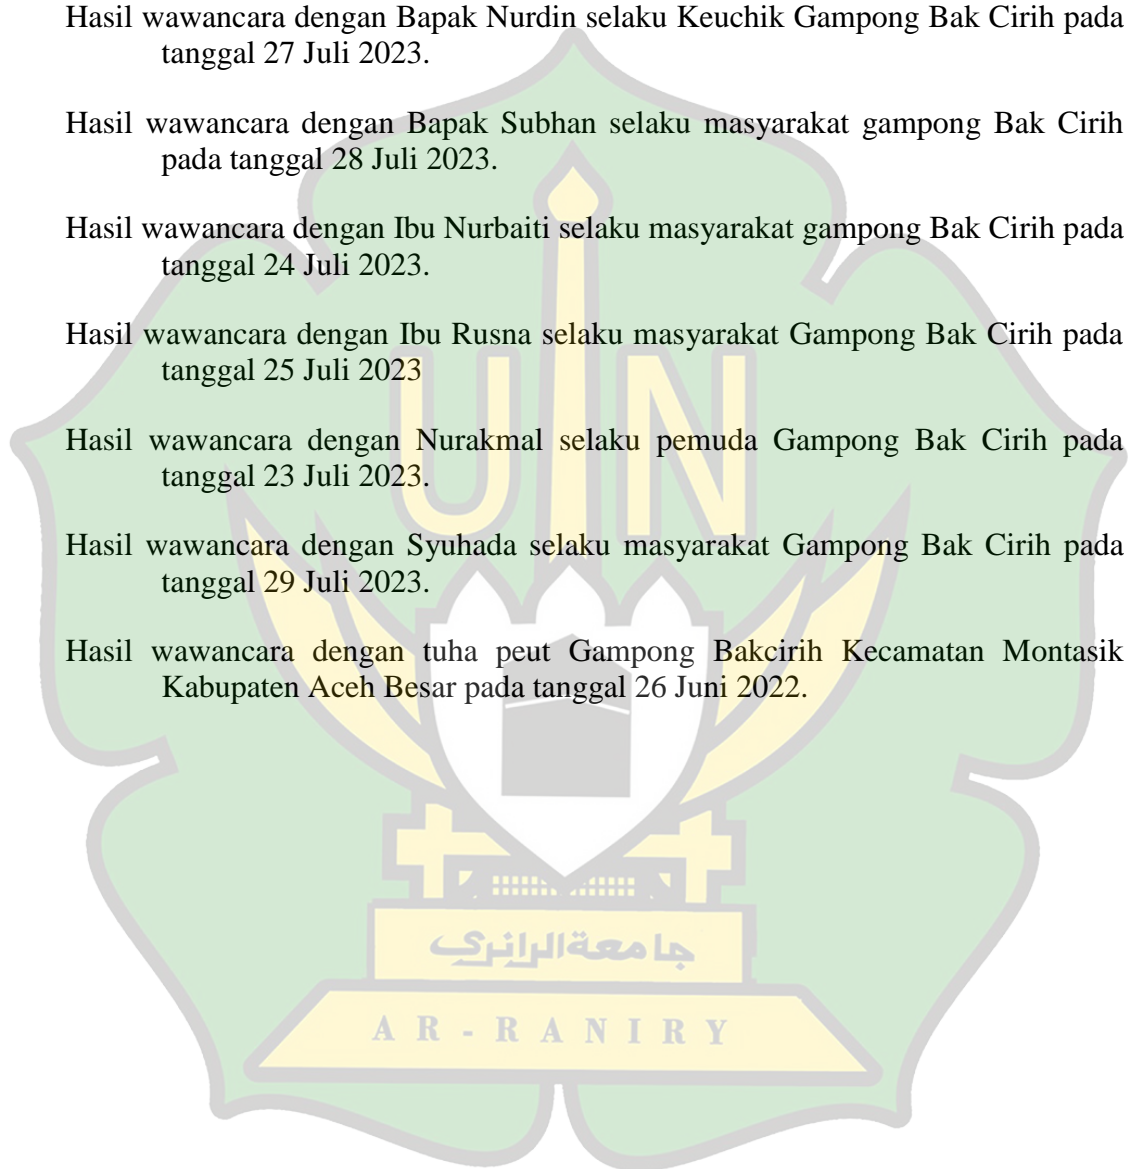 Hasil wawancara dengan Bapak Nurdin selaku Keuchik Gampong Bak Cirih pada
tanggal 27 Juli 2023.
Hasil wawancara dengan Bapak Subhan selaku masyarakat gampong Bak Cirih
pada tanggal 28 Juli 2023.
Hasil wawancara dengan Ibu Nurbaiti selaku masyarakat gampong Bak Cirih pada
tanggal 24 Juli 2023.
Hasil wawancara dengan Ibu Rusna selaku masyarakat Gampong Bak Cirih pada
tanggal 25 Juli 2023
Hasil wawancara dengan Nurakmal selaku pemuda Gampong Bak Cirih pada
tanggal 23 Juli 2023.
Hasil wawancara dengan Syuhada selaku masyarakat Gampong Bak Cirih pada
tanggal 29 Juli 2023.
Hasil wawancara dengan tuha peut Gampong Bakcirih Kecamatan Montasik
Kabupaten Aceh Besar pada tanggal 26 Juni 2022.
UIN
جامعةالرانرك
AR-RANIRY